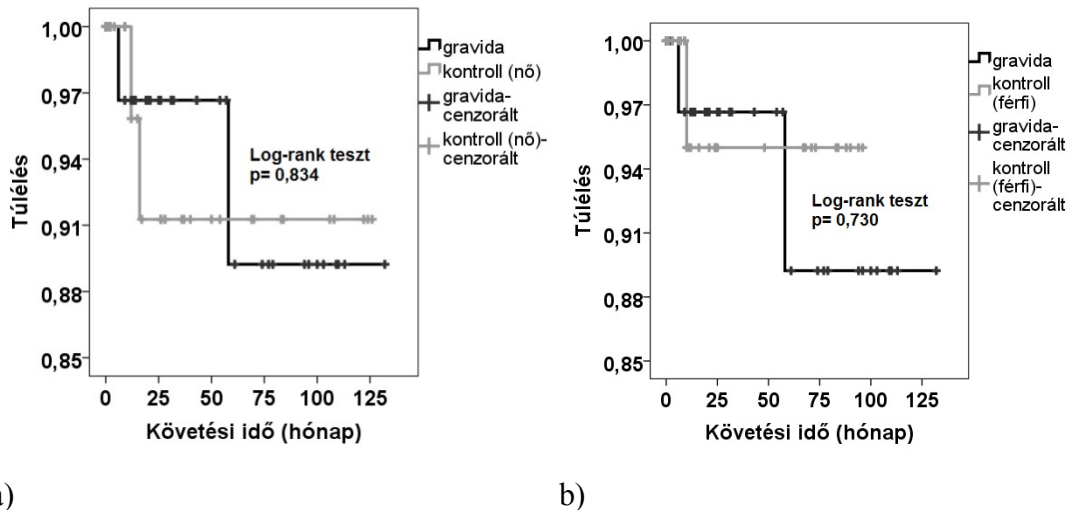 1,00
0,97
0,94
0,91
0,88
0,85
Túlélés
0 25 50 75 100 125
Követési idő (hónap)
Log-rank teszt
p= 0,834
gravida
kontroll (nő)
gravida-
cenzorált
kontroll (nő)-
cenzorált
a)
1,00
0,97
0,94
0,91
0,88
0,85
Túlélés
0 25 50 75 100 125
Követési idő (hónap)
Log-rank teszt
p= 0,730
gravida
kontroll
(férfi)
gravida-
cenzorált
kontroll
(férfi)-
cenzorált
b)